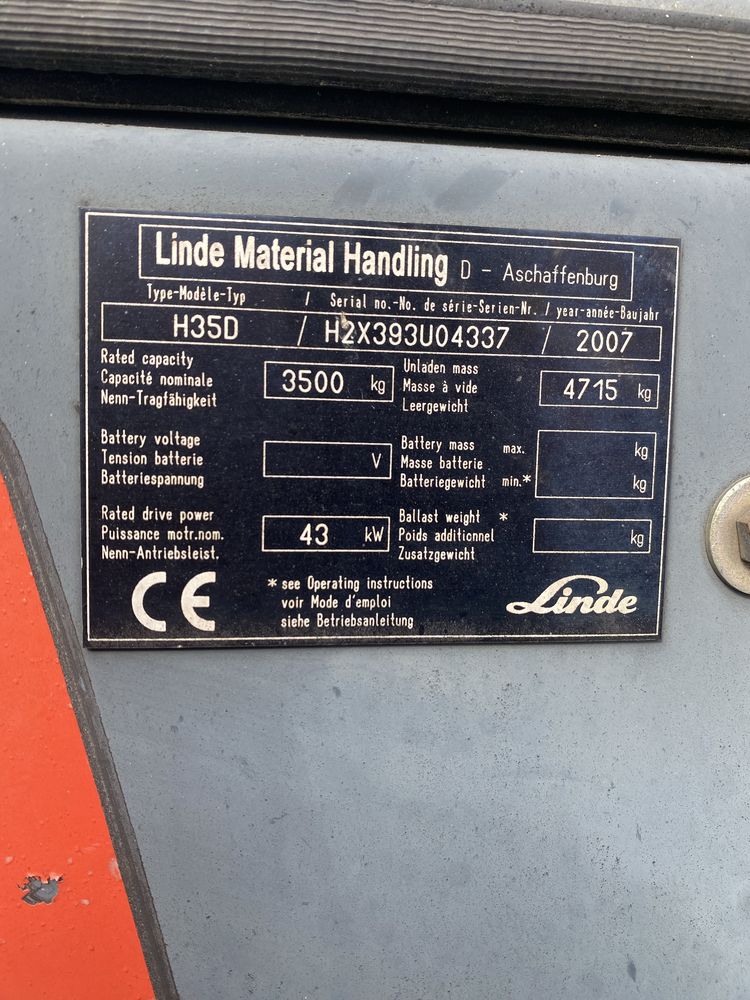 Linde Material Handling D - Aschaffenburg
Type-Modèle-Typ / Serial no.-No. de série-Serien-Nr. / year-année-Baujahr
H35D / H2X393U04337 / 2007
Rated capacity
Capacité nominale 3500 kg
Nenn-Tragfähigkeit
Unladen mass
Masse à vide 4715 kg
Leergewicht
Battery voltage
Tension batterie V
Batteriespannung
Battery mass max. kg
Masse batterie
Batteriegewicht min.* kg
Rated drive power
Puissance motr.nom. 43 kW
Nenn-Antriebsleist.
Ballast weight *
Poids additionnel kg
Zusatzgewicht
CE
* see Operating instructions
voir Mode d'emploi
siehe Betriebsanleitung
Linde